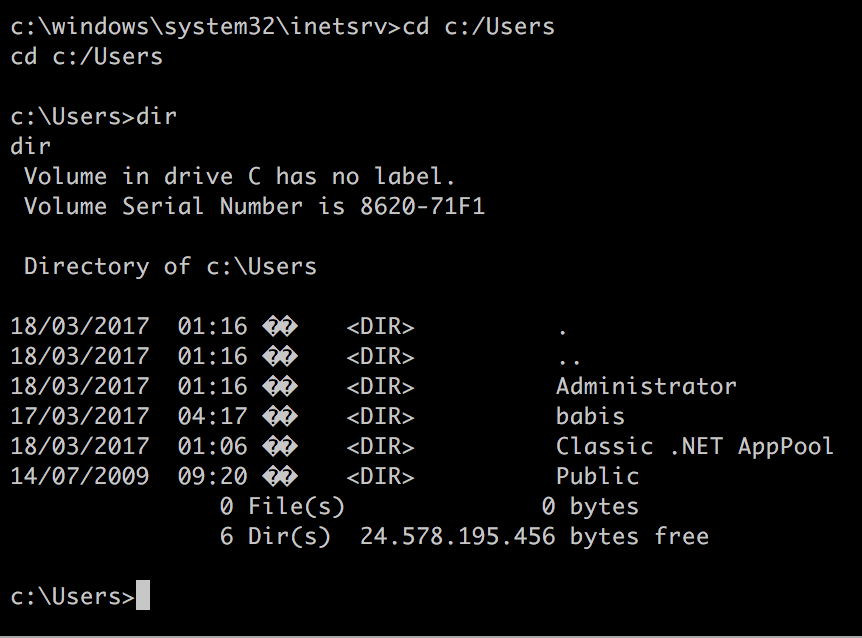 c:\windows\system32\inetsrv>cd c:/Users
cd c:/Users

c:\Users>dir
dir
 Volume in drive C has no label.
 Volume Serial Number is 8620-71F1

 Directory of c:\Users

18/03/2017  01:16 ��    <DIR>          .
18/03/2017  01:16 ��    <DIR>          ..
18/03/2017  01:16 ��    <DIR>          Administrator
17/03/2017  04:17 ��    <DIR>          babis
18/03/2017  01:06 ��    <DIR>          Classic .NET AppPool
14/07/2009  09:20 ��    <DIR>          Public
               0 File(s)              0 bytes
               6 Dir(s)  24.578.195.456 bytes free

c:\Users>